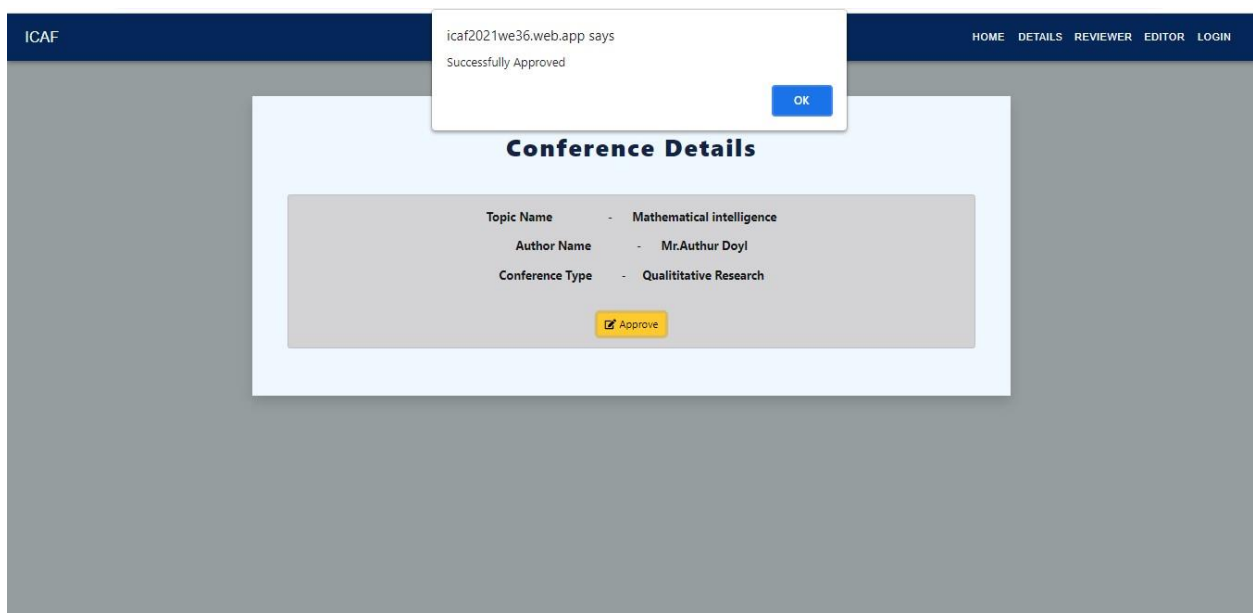 ICAF
HOME DETAILS REVIEWER EDITOR LOGIN
icaf2021we36.web.app says
Successfully Approved
OK
Conference Details
Topic Name - Mathematical intelligence
Author Name - Mr.Authur Doyl
Conference Type - Qualititative Research
Approve